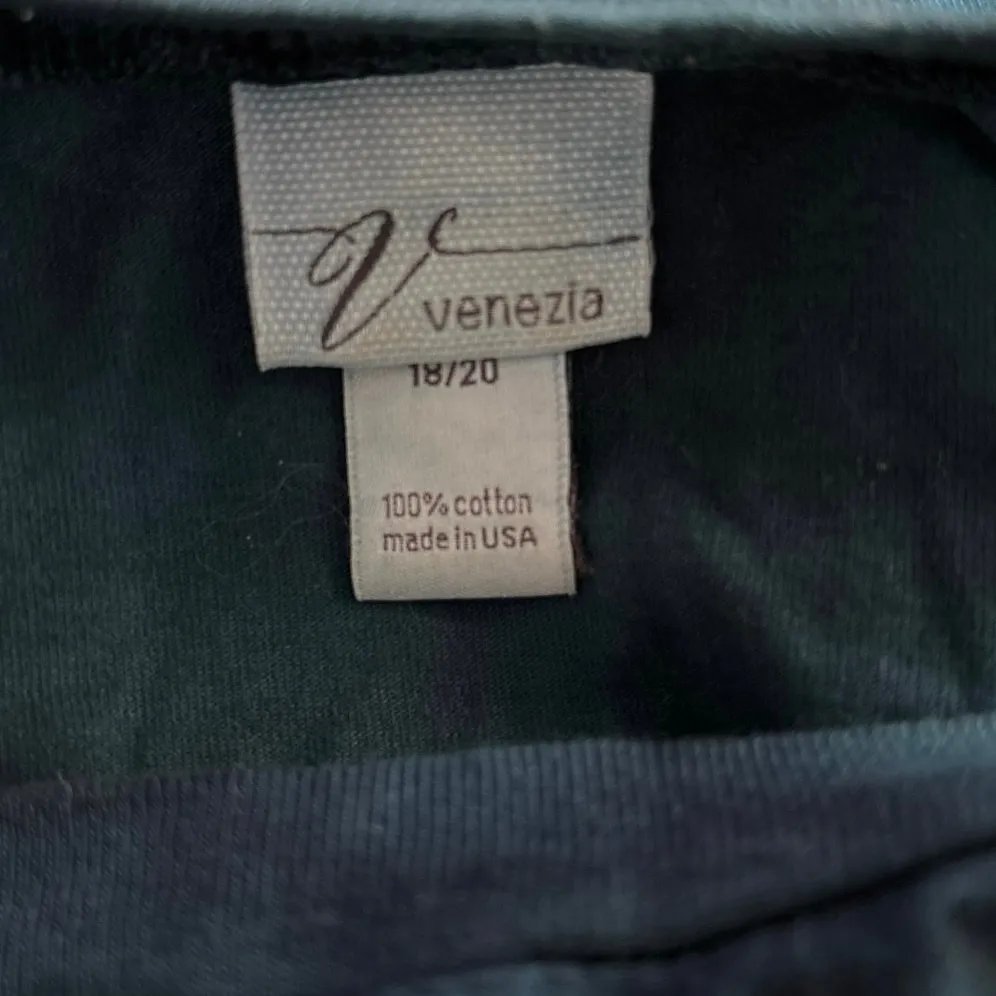 V
venezia
18/20
100% cotton
made in USA